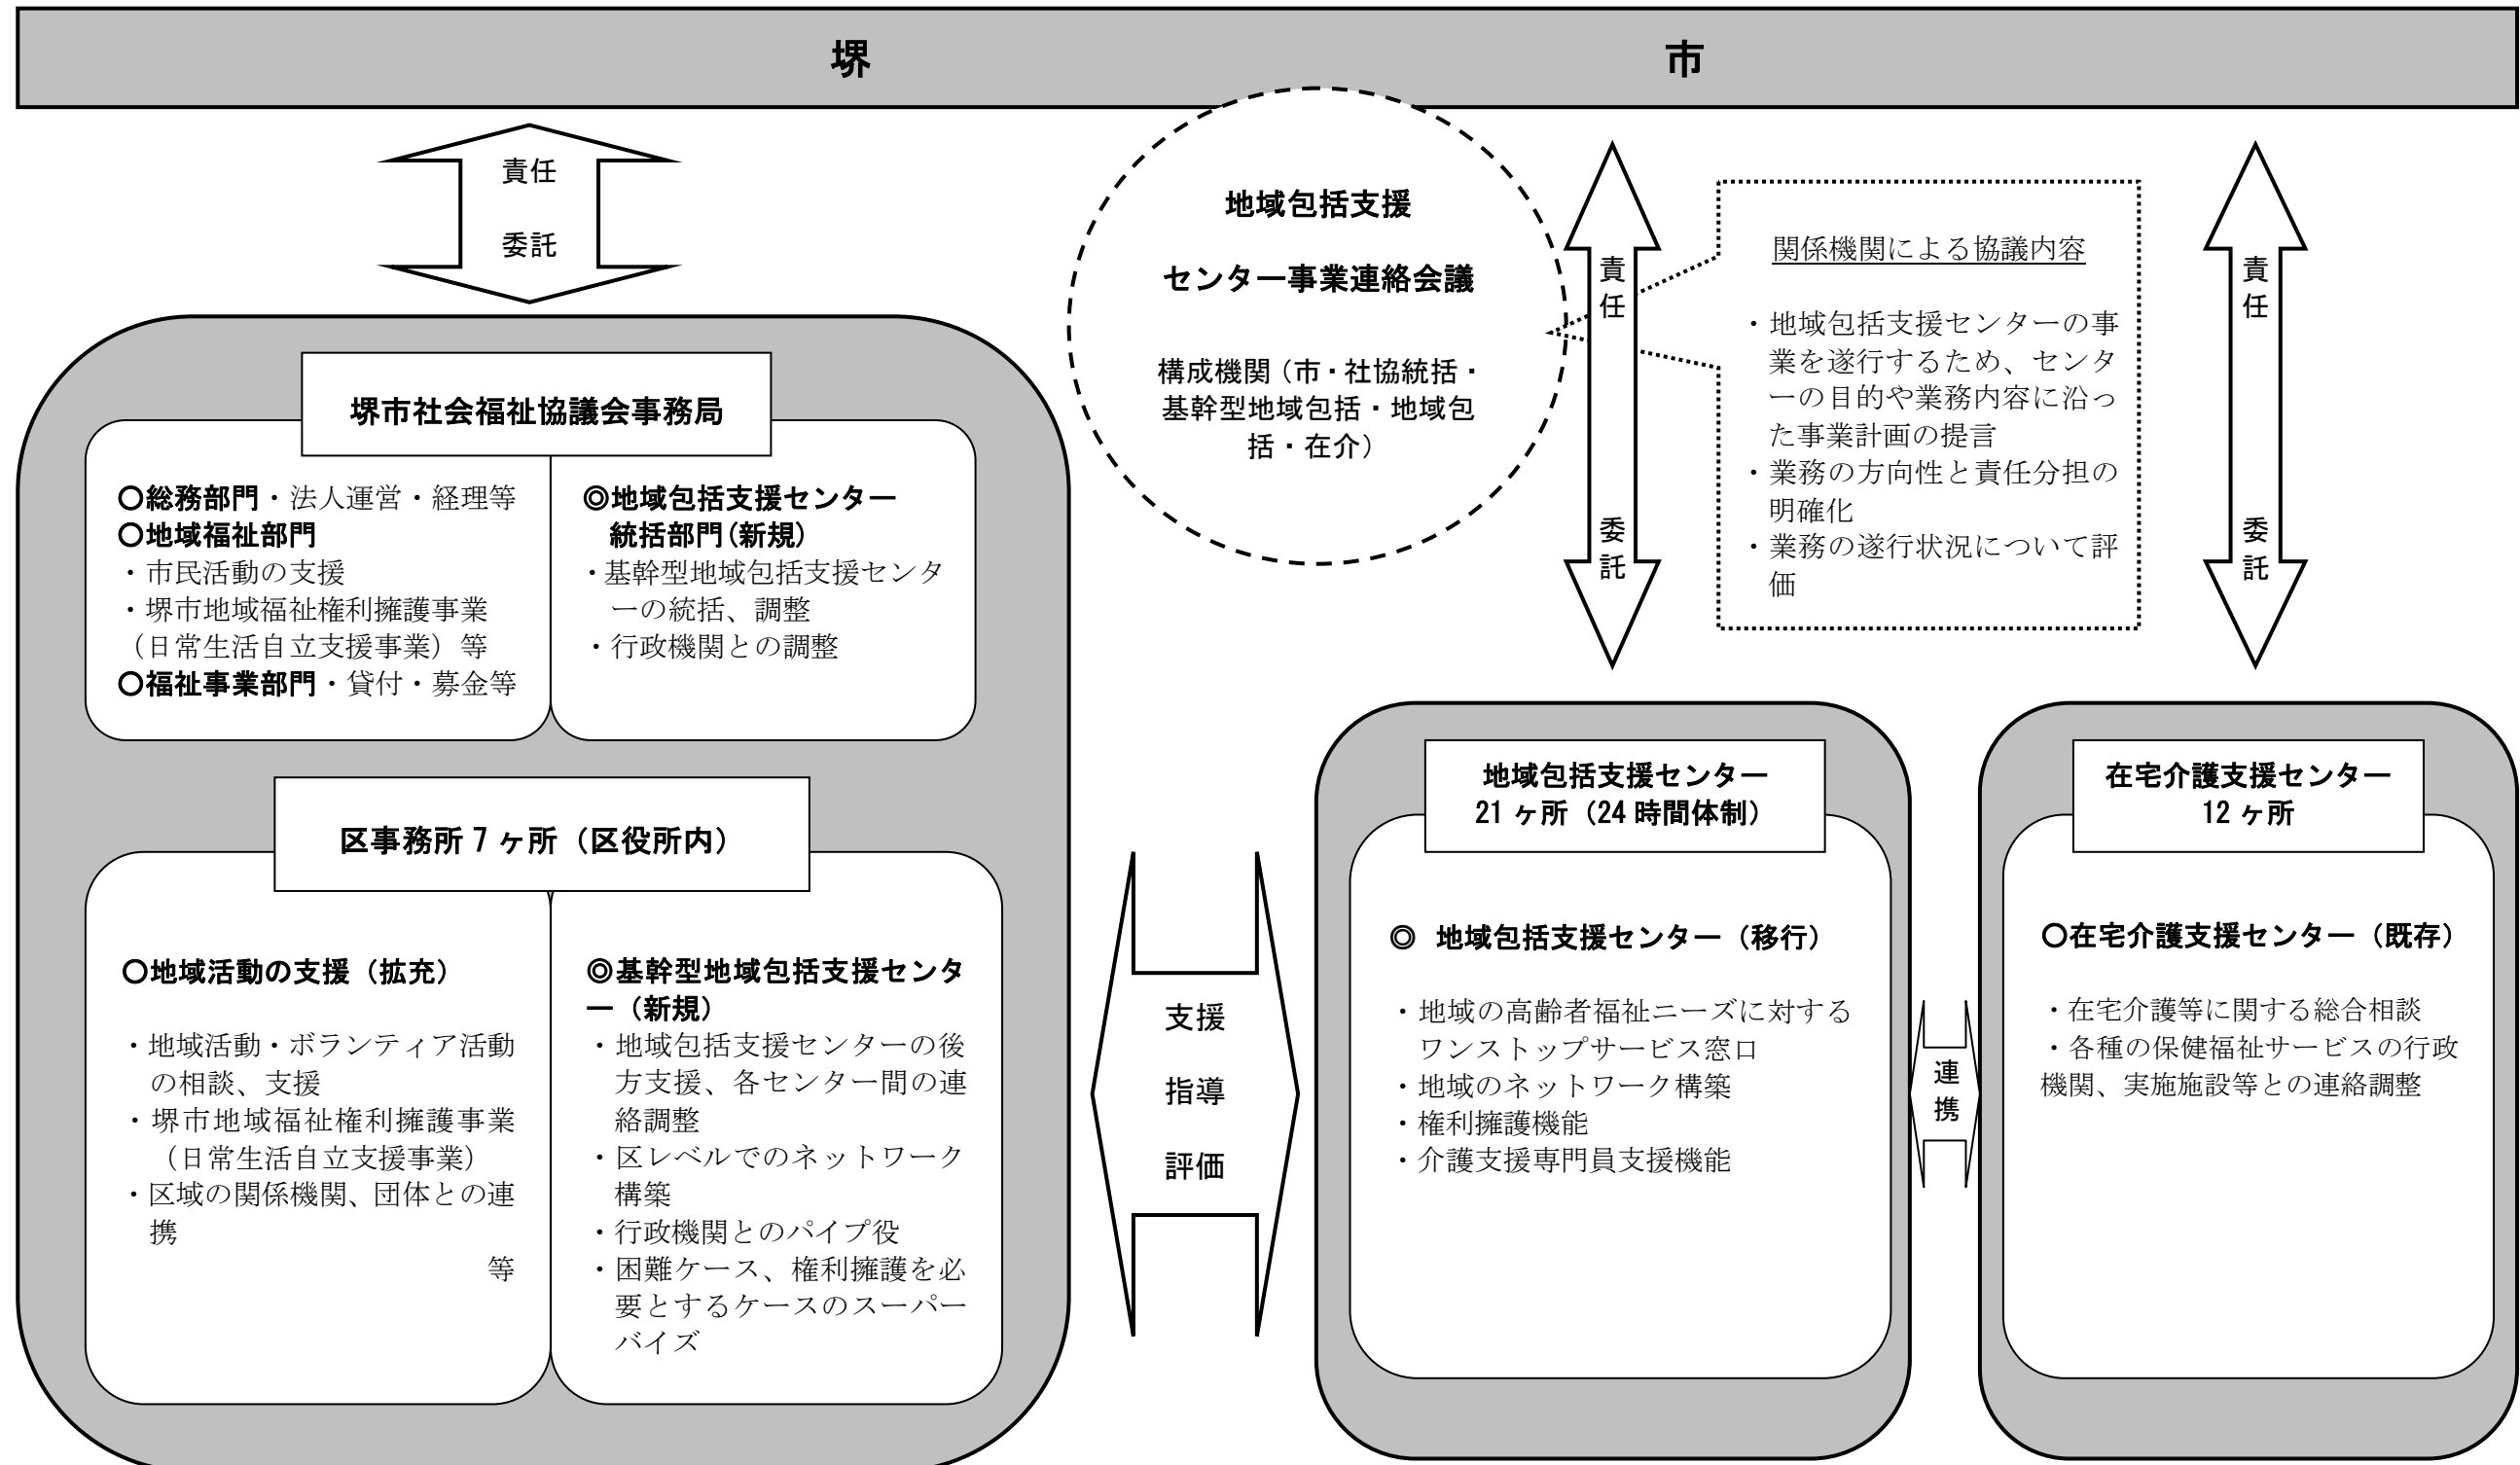 堺　市
責任
委託
地域包括支援
センター事業連絡会議
構成機関（市・社協統括・
基幹型地域包括・地域包
括・在介）
責任
委託
関係機関による協議内容
・地域包括支援センターの事
業を遂行するため、センタ
ーの目的や業務内容に沿っ
た事業計画の提言
・業務の方向性と責任分担の
明確化
・業務の遂行状況について評
価
責任
委託
堺市社会福祉協議会事務局
○総務部門・法人運営・経理等
○地域福祉部門
・市民活動の支援
・堺市地域福祉権利擁護事業
（日常生活自立支援事業）等
○福祉事業部門・貸付・募金等
◎地域包括支援センター
統括部門（新規）
・基幹型地域包括支援センタ
ーの統括、調整
・行政機関との調整
区事務所 7 ヶ所（区役所内）
○地域活動の支援（拡充）
・地域活動・ボランティア活動
の相談、支援
・堺市地域福祉権利擁護事業
（日常生活自立支援事業）
・区域の関係機関、団体との連
携
等
◎基幹型地域包括支援センタ
ー（新規）
・地域包括支援センターの後
方支援、各センター間の連
絡調整
・区レベルでのネットワーク
構築
・行政機関とのパイプ役
・困難ケース、権利擁護を必
要とするケースのスーパー
バイズ
支援
指導
評価
地域包括支援センター
21 ヶ所（24 時間体制）
◎ 地域包括支援センター（移行）
・地域の高齢者福祉ニーズに対する
ワンストップサービス窓口
・地域のネットワーク構築
・権利擁護機能
・介護支援専門員支援機能
連携
在宅介護支援センター
12 ヶ所
○在宅介護支援センター（既存）
・在宅介護等に関する総合相談
・各種の保健福祉サービスの行政
機関、実施施設等との連絡調整